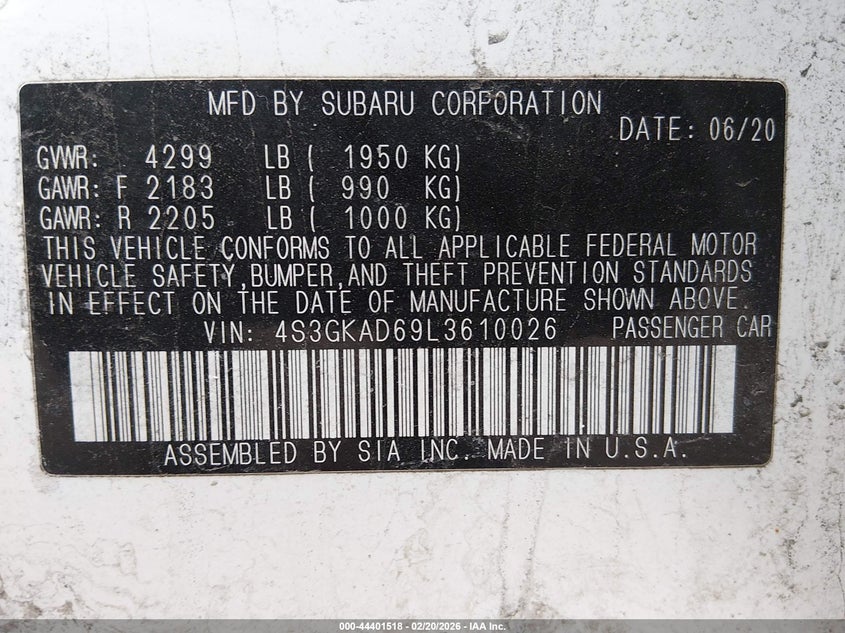 MFD BY SUBARU CORPORATION
DATE: 06/20
GVWR: 4299 LB ( 1950 KG)
GAWR: F 2183 LB ( 990 KG)
GAWR: R 2205 LB ( 1000 KG)
THIS VEHICLE CONFORMS TO ALL APPLICABLE FEDERAL MOTOR
VEHICLE SAFETY, BUMPER, AND THEFT PREVENTION STANDARDS
IN EFFECT ON THE DATE OF MANUFACTURE SHOWN ABOVE.
VIN: 4S3GKAD69L3610026 PASSENGER CAR
ASSEMBLED BY SIA INC. MADE IN U.S.A.
000-44401518 - 02/20/2026 - IAA Inc.